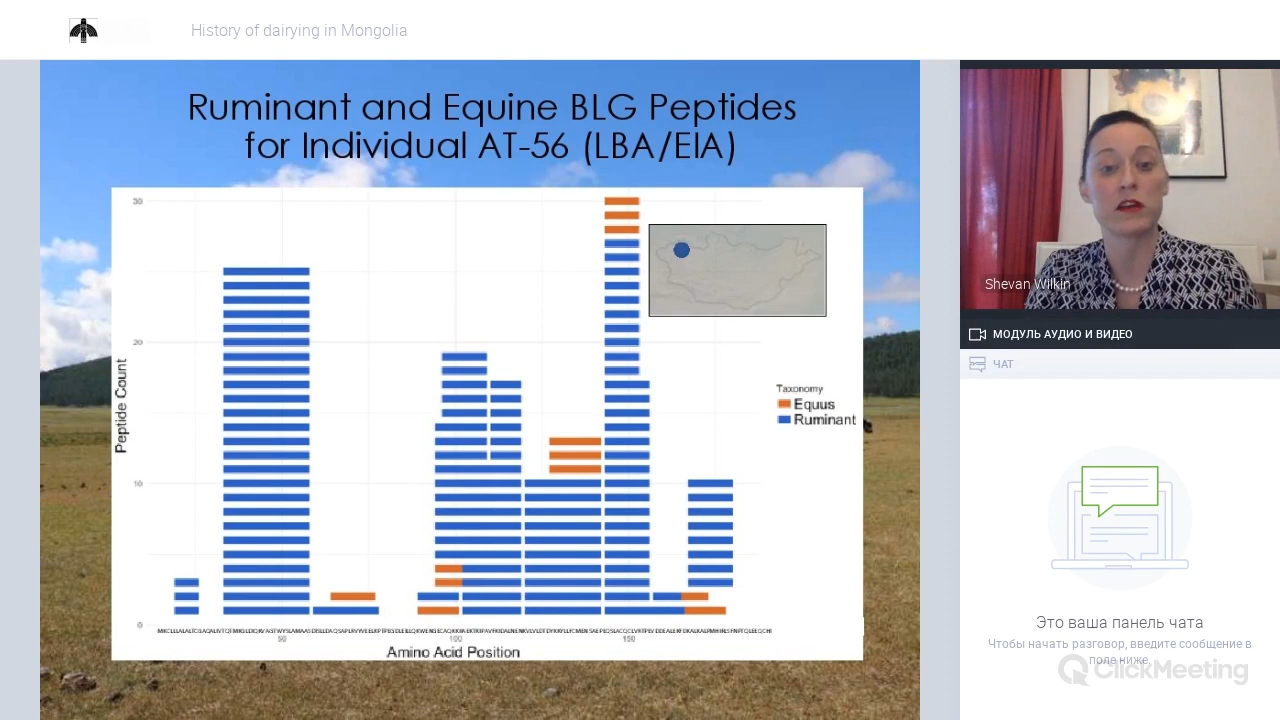 History of dairying in Mongolia
Ruminant and Equine BLG Peptides
for Individual AT-56 (LBA/EIA)
30
20
10
0
Peptide Count
50
100
150
Amino Acid Position
Taxonomy
Equus
Ruminant
Shevan Wilkin
МОДУЛЬ АУДИО И ВИДЕО
ЧАТ
Это ваша панель чата
Чтобы начать разговор, введите сообщение в
поле ниже
ClickMeeting